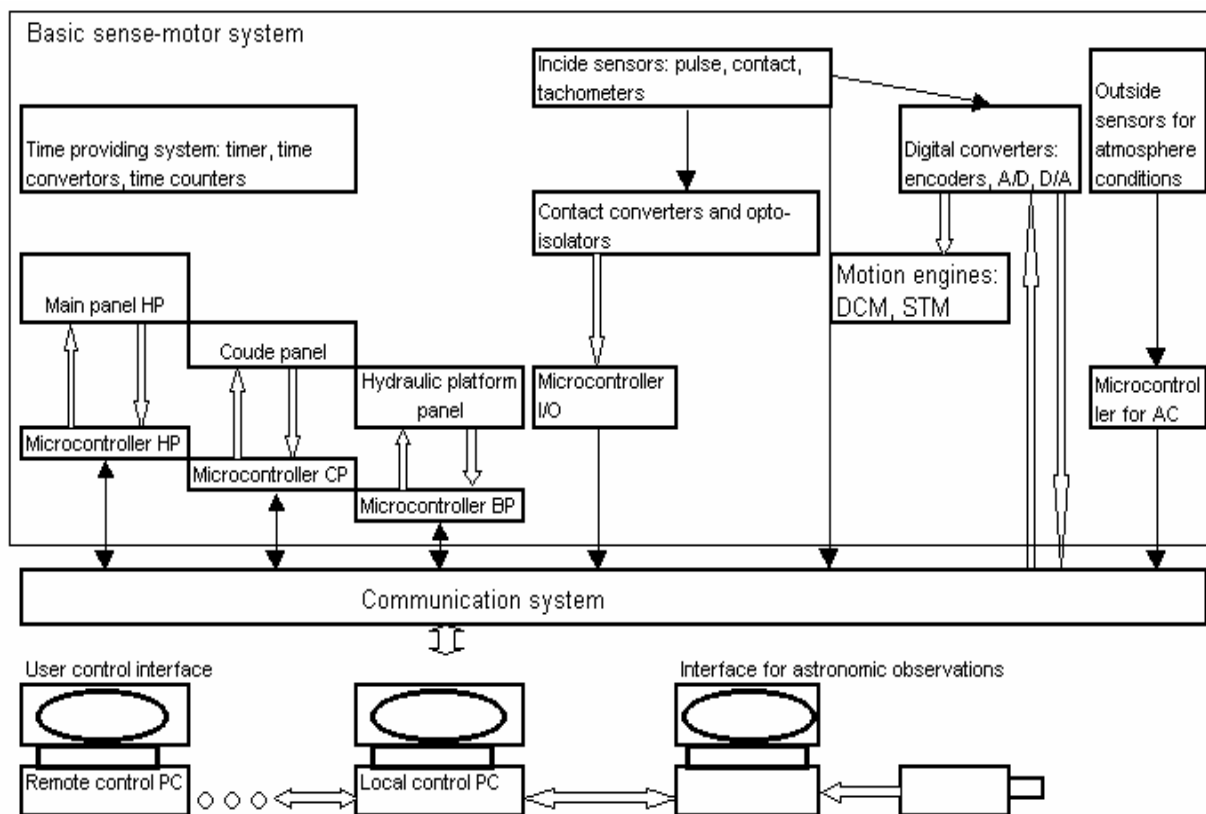 Basic sense-motor system
Incide sensors: pulse, contact,
tachometers
Outside
sensors for
atmosphere
conditions
Time providing system: timer, time
convertors, time counters
Digital converters:
encoders, A/D, D/A
Contact converters and opto-
isolators
Main panel HP
Motion engines:
DCM, STM
Coude panel
Hydraulic platform
panel
Microcontroller
I/O
Microcontrol
ler for AC
Microcontroller HP
Microcontroller CP
Microcontroller BP
Communication system
User control interface
Interface for astronomic observations
Remote control PC
Local control PC